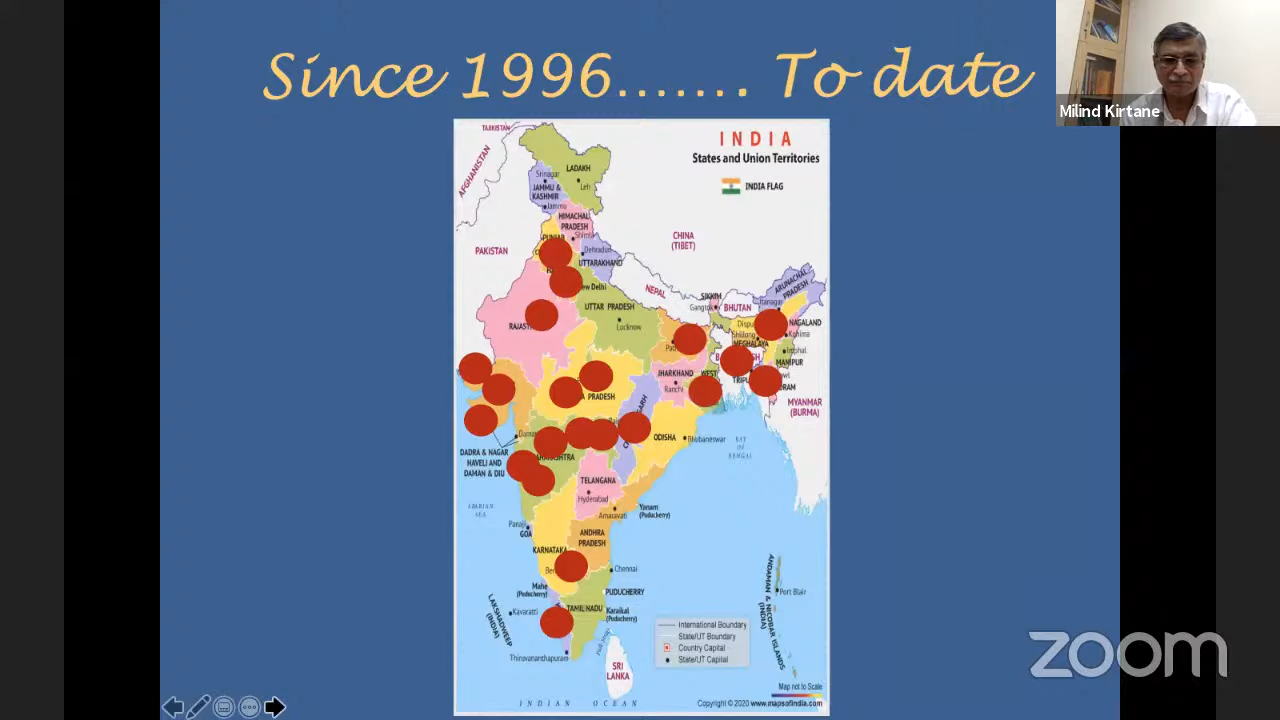 Since 1996....... To date
Milind Kirtane
INDIA
States and Union Territories
INDIA FLAG
TAJIKISTAN
AFGHANISTAN
LADAKH
Srinagar
Leh
JAMMU &
KASHMIR
Jammu
HIMACHAL
PRADESH
Shimla
CHINA
(TIBET)
PAKISTAN
Dehradun
UTTARAKHAND
NEPAL
SIKKIM
Gangtok
BHUTAN
ARUNACHAL
PRADESH
Itanagar
UTTAR PRADESH
Lucknow
NAGALAND
Kohima
Shillong
MEGHALAYA
Imphal
MANIPUR
JHARKHAND
Ranchi
WEST
MYANMAR
(BURMA)
ODISHA
Bhubaneswar
BAY
OF
BENGAL
DADRA & NAGAR
HAVELI AND
DAMAN & DIU
TELANGANA
Hyderabad
ARABIAN
SEA
Amaravati
Yanam
(Puducherry)
Panaji
GOA
ANDHRA
PRADESH
KARNATAKA
Chennai
Mahe
(Puducherry)
PUDUCHERRY
LAKSHADWEEP
(INDIA)
Kavaratti
TAMIL NADU
Karaikal
(Puducherry)
ANDAMAN & NICOBAR ISLANDS
(INDIA)
Port Blair
Thiruvananthapuram
SRI
LANKA
International Boundary
State/UT Boundary
Country Capital
State/UT Capital
Map not to Scale
INDIAN OCEAN
Copyright © 2020 www.mapsofindia.com
zoom